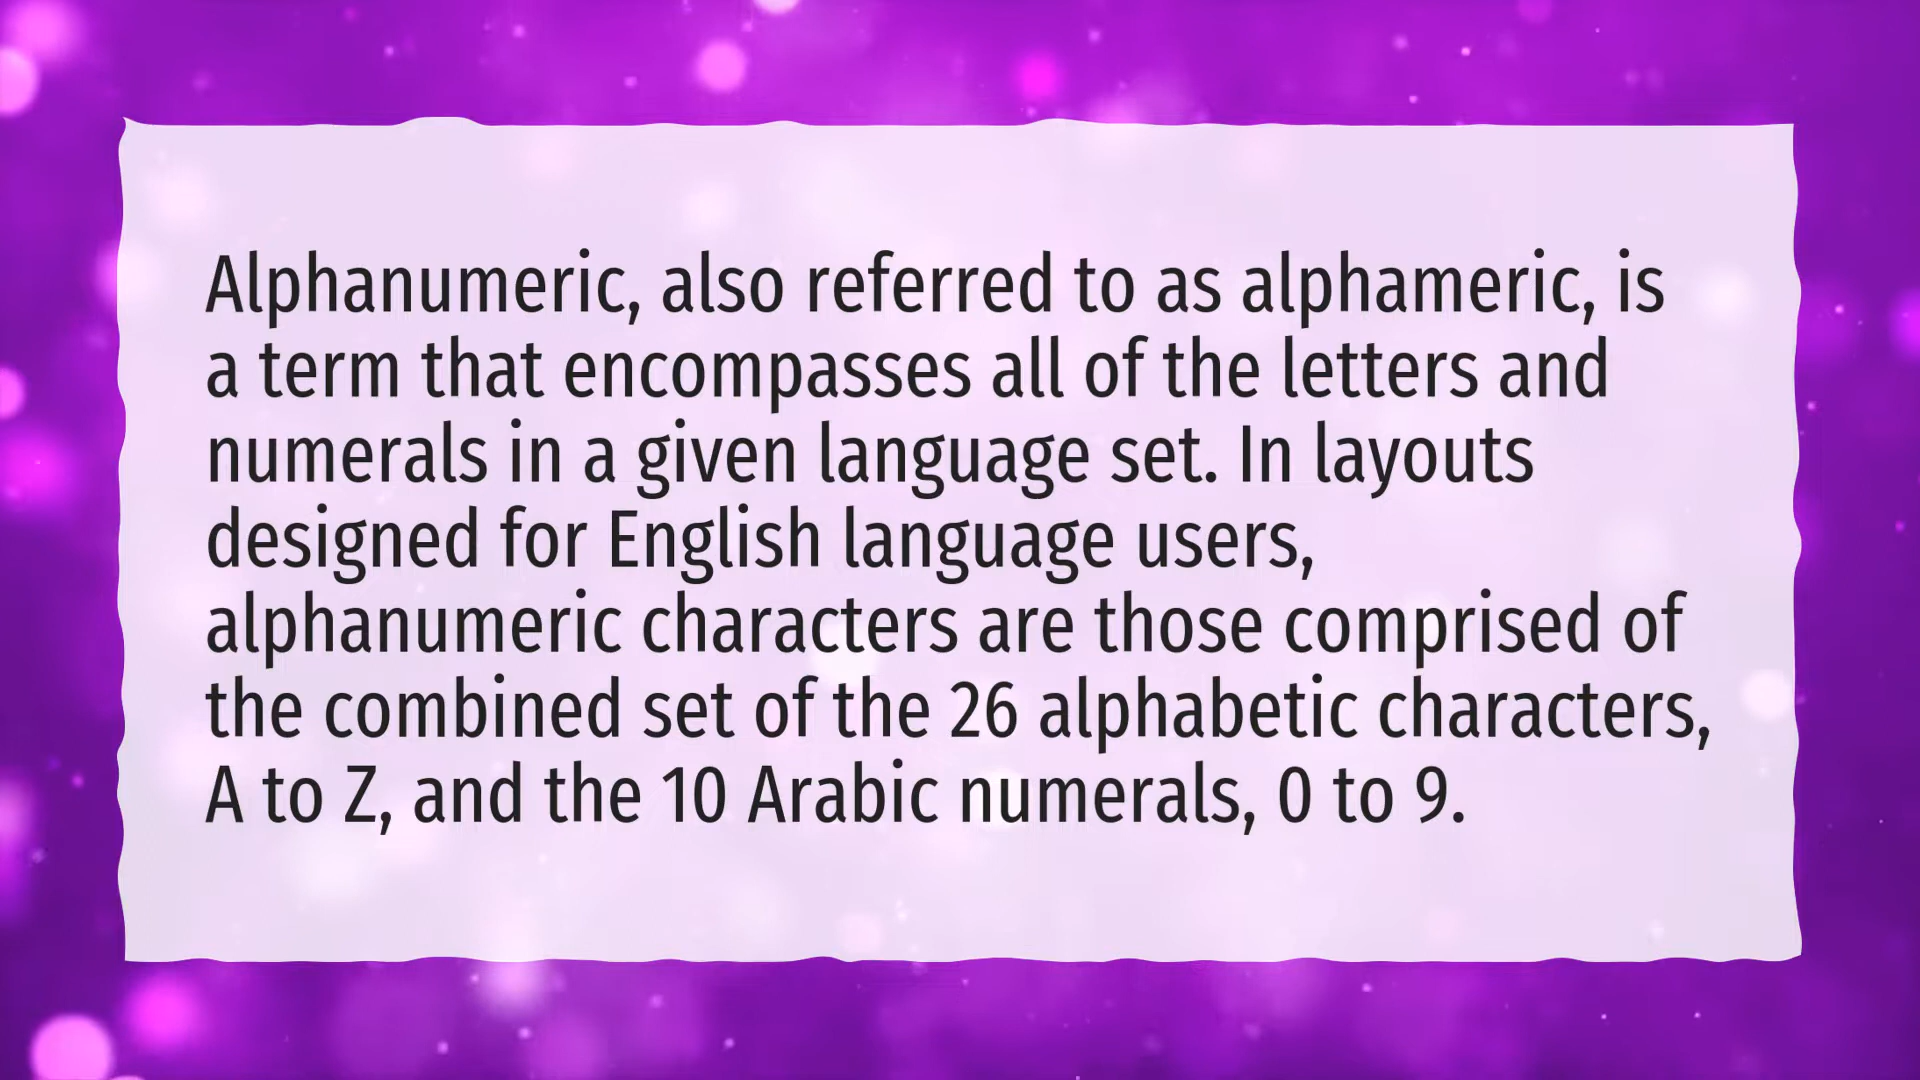 Alphanumeric, also referred to as alphameric, is
a term that encompasses all of the letters and
numerals in a given language set. In layouts
designed for English language users,
alphanumeric characters are those comprised of
the combined set of the 26 alphabetic characters,
A to Z, and the 10 Arabic numerals, 0 to 9.